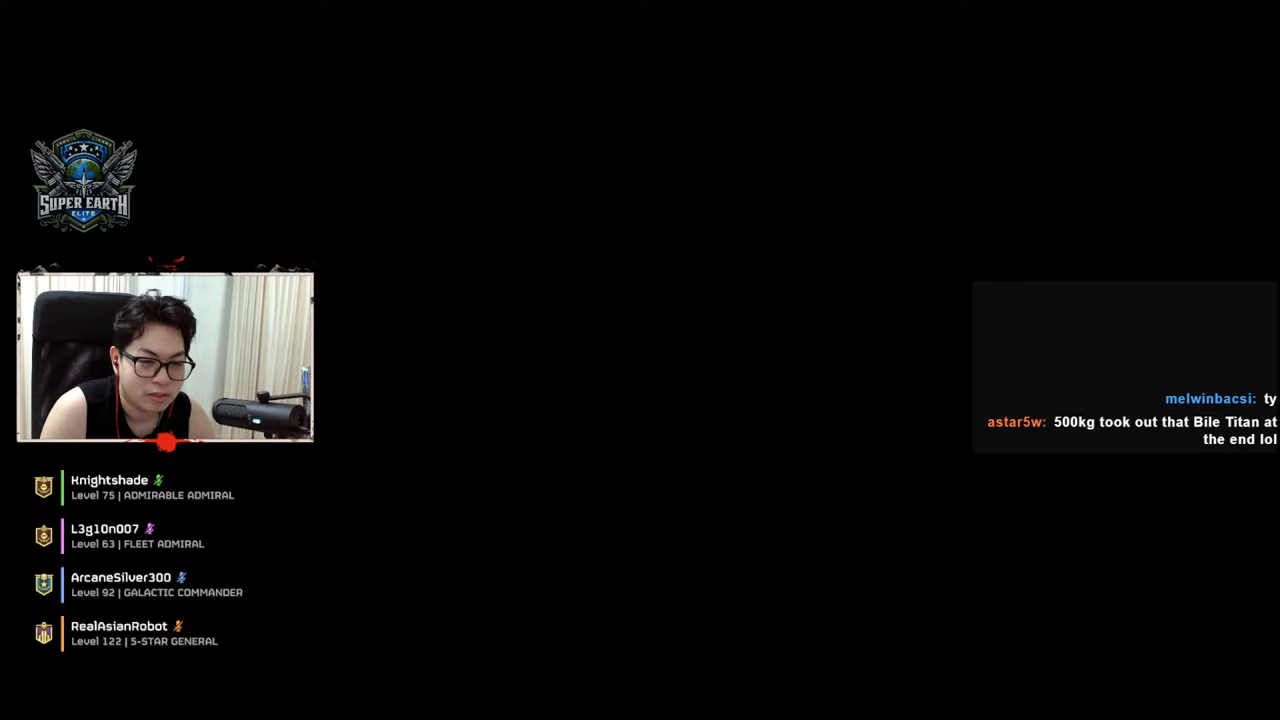 SUPER EARTH
ELITE
Knightshade
Level 75 | ADMIRABLE ADMIRAL
L3g10n007
Level 63 | FLEET ADMIRAL
ArcaneSilver300
Level 92 | GALACTIC COMMANDER
RealAsianRobot
Level 122 | 5-STAR GENERAL
melwinbacsi: ty
astar5w: 500kg took out that Bile Titan at
the end lol